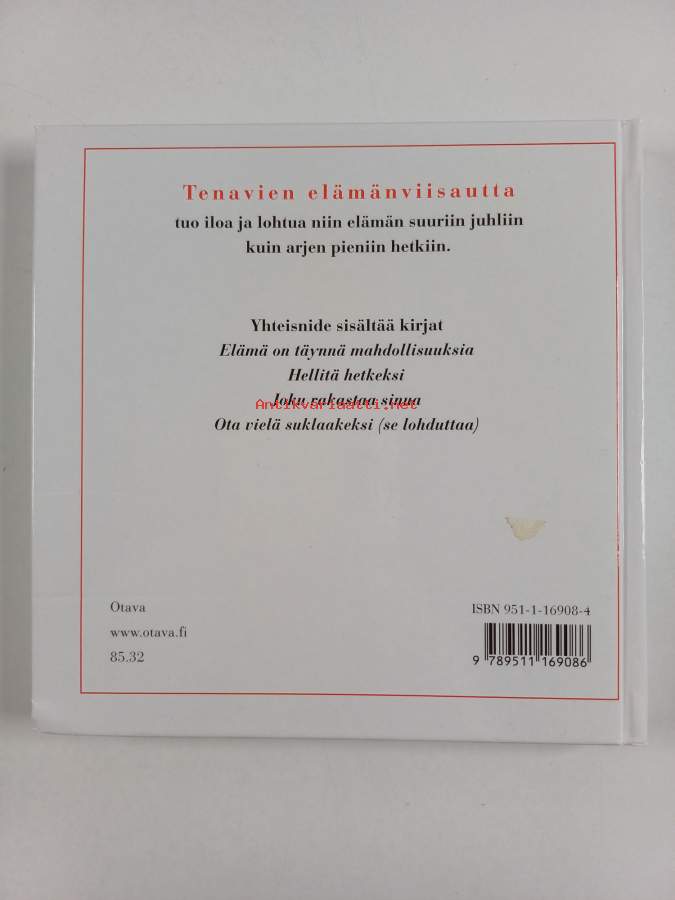 Tenavien elämänviisautta
tuo iloa ja lohtua niin elämän suuriin juhliin
kuin arjen pieniin hetkiin.
Yhteisnide sisältää kirjat
Elämä on täynnä mahdollisuuksia
Hellitä hetkeksi
Joku rakastaa sinua
Antikvariaatti.net
Ota vielä suklaakeksi (se lohduttaa)
Otava
www.otava.fi
85.32
ISBN 951-1-16908-4
9 789511 169086